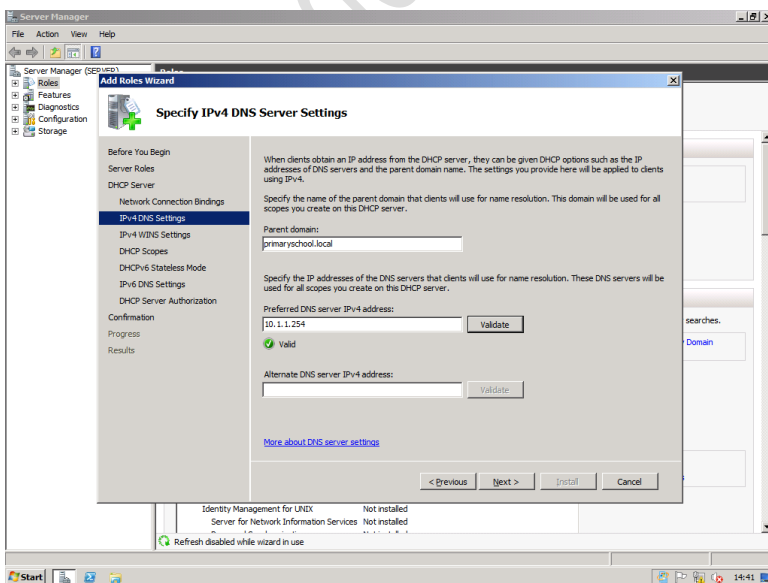 Server Manager
File Action View Help
Server Manager (SERVER)
Roles
Features
Diagnostics
Configuration
Storage
Roles
Add Roles Wizard
Specify IPv4 DNS Server Settings
Before You Begin
Server Roles
DHCP Server
Network Connection Bindings
IPv4 DNS Settings
IPv4 WINS Settings
DHCP Scopes
DHCPv6 Stateless Mode
IPv6 DNS Settings
DHCP Server Authorization
Confirmation
Progress
Results
When clients obtain an IP address from the DHCP server, they can be given DHCP options such as the IP
addresses of DNS servers and the parent domain name. The settings you provide here will be applied to clients
using IPv4.
Specify the name of the parent domain that clients will use for name resolution. This domain will be used for all
scopes you create on this DHCP server.
Parent domain:
primaryschool.local
Specify the IP addresses of the DNS servers that clients will use for name resolution. These DNS servers will be
used for all scopes you create on this DHCP server.
Preferred DNS server IPv4 address:
10.1.1.254
Validate
Valid
Alternate DNS server IPv4 address:
Validate
More about DNS server settings
< Previous Next > Install Cancel
searches.
Domain
Identity Management for UNIX Not installed
Server for Network Information Services Not installed
Refresh disabled while wizard in use
Start
14:41